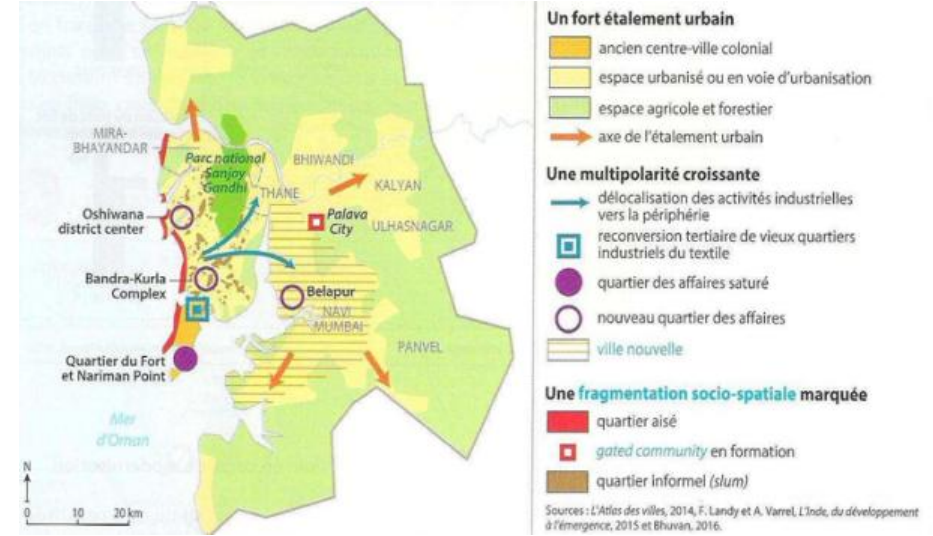 MIRA-
BHAYANDAR
Parc national
Sanjay
Gandhi
BHIWANDI
THANE
KALYAN
Oshiwana
district center
Palava
City
ULHASNAGAR
Bandra-Kurla
Complex
Belapur
NAVI
MUMBAI
PANVEL
Quartier du Fort
et Nariman Point
Mer
d'Oman
N
0 10 20 km
Un fort étalement urbain
ancien centre-ville colonial
espace urbanisé ou en voie d'urbanisation
espace agricole et forestier
axe de l'étalement urbain
Une multipolarité croissante
délocalisation des activités industrielles
vers la périphérie
reconversion tertiaire de vieux quartiers
industriels du textile
quartier des affaires saturé
nouveau quartier des affaires
ville nouvelle
Une fragmentation socio-spatiale marquée
quartier aisé
gated community en formation
quartier informel (slum)
Sources : L'Atlas des villes, 2014, F. Landy et A. Varrel, L'Inde, du développement
à l'émergence, 2015 et Bhuvan, 2016.